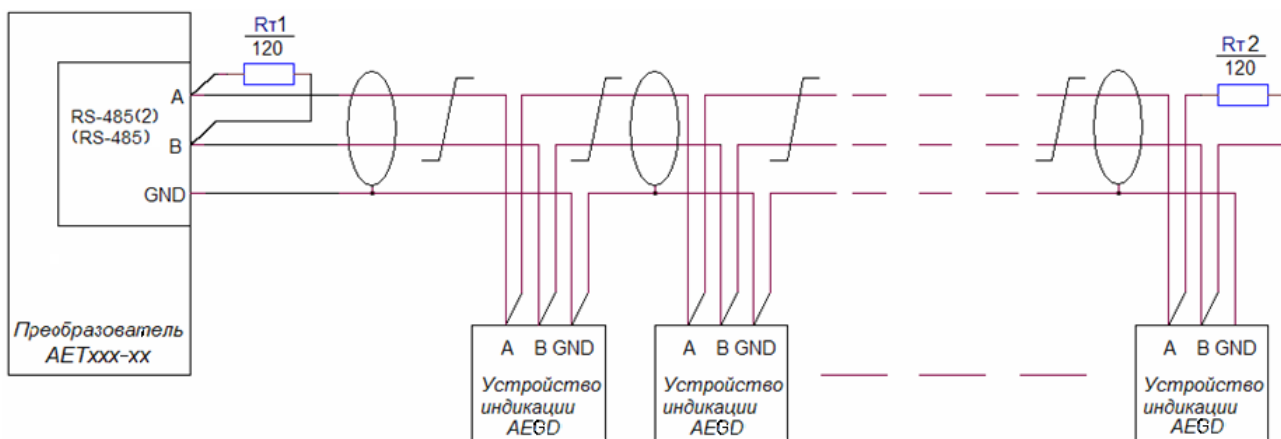 Rт1
120
Rт2
120
A
RS-485(2)
(RS-485)
B
GND
Преобразователь
AETxxx-xx
A B GND
Устройство
индикации
AEGD
A B GND
Устройство
индикации
AEGD
A B GND
Устройство
индикации
AEGD